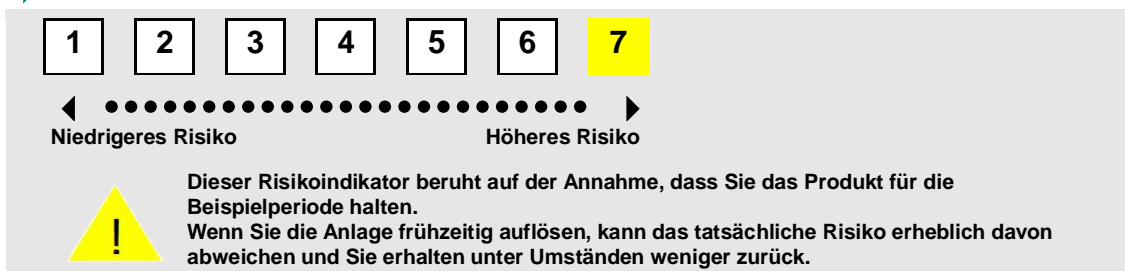 1 2 3 4 5 6 7
Niedrigeres Risiko Höheres Risiko
Dieser Risikoindikator beruht auf der Annahme, dass Sie das Produkt für die
Beispielperiode halten.
Wenn Sie die Anlage frühzeitig auflösen, kann das tatsächliche Risiko erheblich davon
abweichen und Sie erhalten unter Umständen weniger zurück.
!